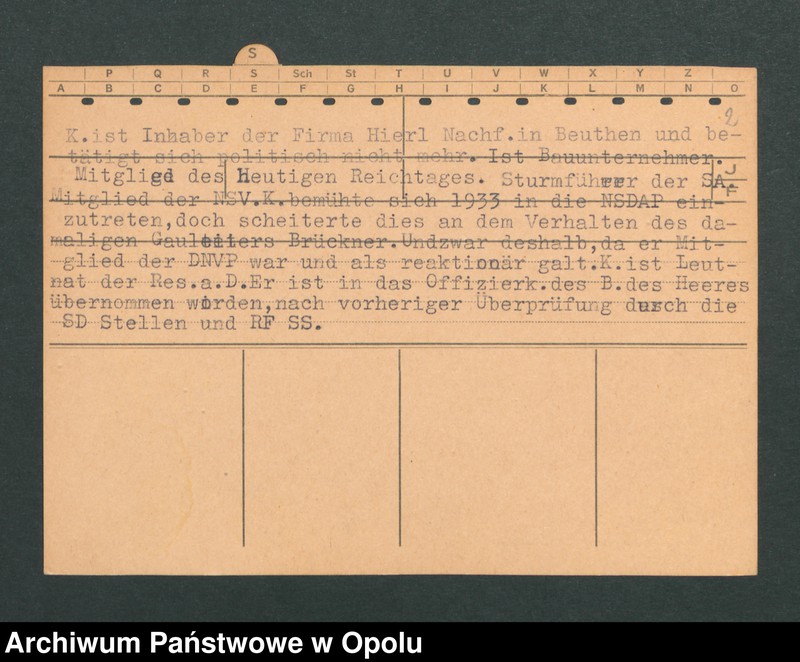 S
P Q R S Sch St T U V W X Y Z
A B C D E F G H I J K L M N O
2
K.ist Inhaber der Firma Hierl Nachf.in Beuthen und be-
tätigt sich politisch nicht mehr. Ist Bauunternehmer.
Mitglied des Heutigen Reichtages. Sturmführer der SA.
Mitglied der NSV.K.bemühte sich 1933 in die NSDAP ein-
zutreten,doch scheiterte dies an dem Verhalten des da-
maligen Gauleiters Brückner.Undzwar deshalb,da er Mit-
glied der DNVP war und als reaktionär galt.K.ist Leut-
nat der Res.a.D.Er ist in das Offizierk.des B.des Heeres
übernommen worden,nach vorheriger Überprüfung durch die
SD Stellen und RF SS.
Archiwum Państwowe w Opolu